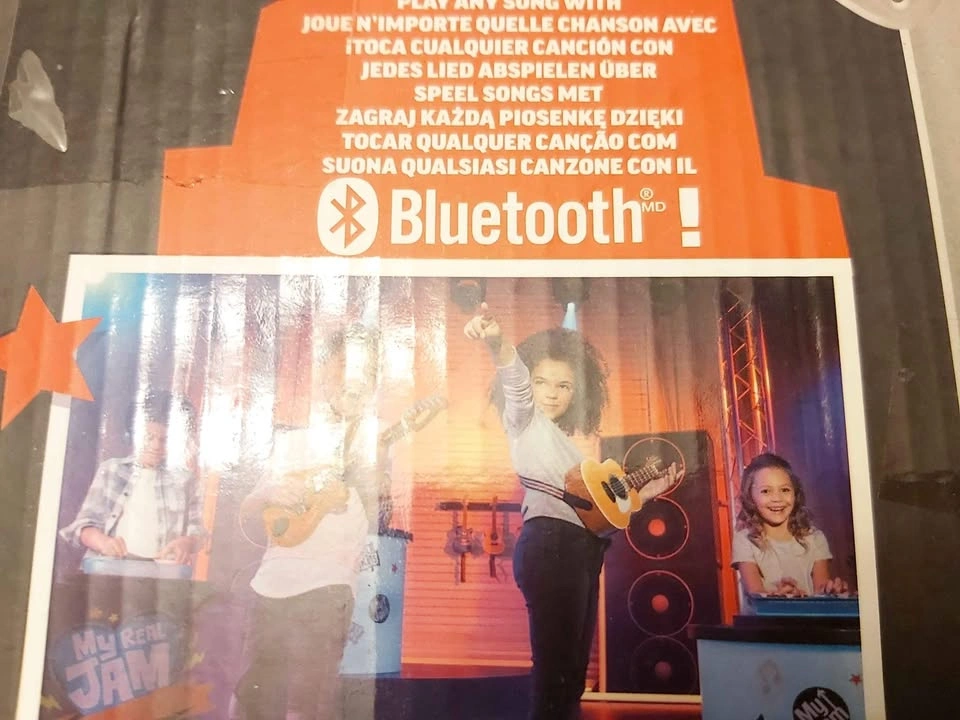 PLAY ANY SONG WITH
JOUE N'IMPORTE QUELLE CHANSON AVEC
¡TOCA CUALQUIER CANCIÓN CON
JEDES LIED ABSPIELEN ÜBER
SPEEL SONGS MET
ZAGRAJ KAŻDĄ PIOSENKĘ DZIĘKI
TOCAR QUALQUER CANÇÃO COM
SUONA QUALSIASI CANZONE CON IL
Bluetooth®MD!
MY REAL
JAM
My